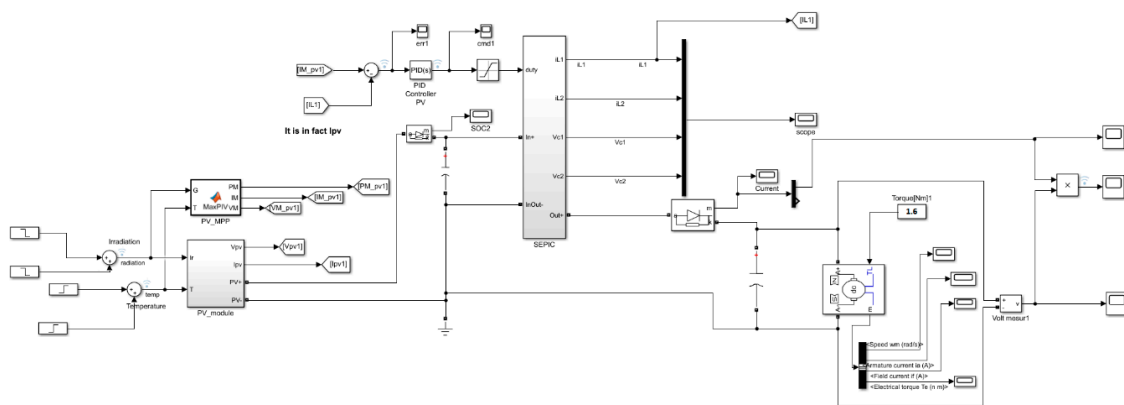 [IL1]
err1
cmd1
[IM_pv1]
PID(s)
PID
Controller
PV
[IL1]
It is in fact Ipv
duty
In+
InOut-
iL1
iL2
Vc1
Vc2
Out+
SEPIC
iL1
iL1
iL2
Vc1
Vc2
scope
SOC2
m
a
k
G
T
MaxPIV
PM
IM
VM
PV_MPP
[PM_pv1]
[IM_pv1]
[VM_pv1]
Irradiation
radiation
temp
Temperature
Ir
T
Vpv
Ipv
PV+
PV-
PV_module
[Vpv1]
[Ipv1]
Current
m
a
k
Torque[Nm]1
1.6
TL
A+
dc
A-
E
<Speed wm (rad/s)>
<Armature current ia (A)>
<Field current if (A)>
<Electrical torque Te (n m)>
+
-
v
Volt mesur1
×